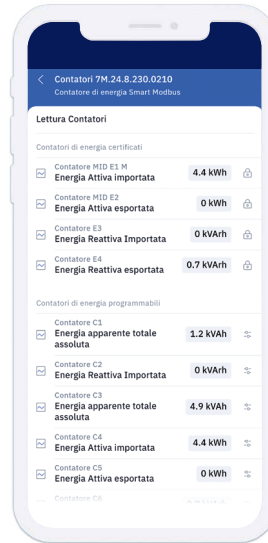 Contatori 7M.24.8.230.0210
Contatore di energia Smart Modbus
Lettura Contatori
Contatori di energia certificati
Contatore MID E1 M
Energia Attiva importata
4.4 kWh
Contatore MID E2
Energia Attiva esportata
0 kWh
Contatore E3
Energia Reattiva Importata
0 kVArh
Contatore E4
Energia Reattiva esportata
0.7 kVArh
Contatori di energia programmabili
Contatore C1
Energia apparente totale
assoluta
1.2 kVAh
Contatore C2
Energia Reattiva Importata
0 kVArh
Contatore C3
Energia apparente totale
assoluta
4.9 kVAh
Contatore C4
Energia Attiva importata
4.4 kWh
Contatore C5
Energia Attiva esportata
0 kWh
Contatore C6